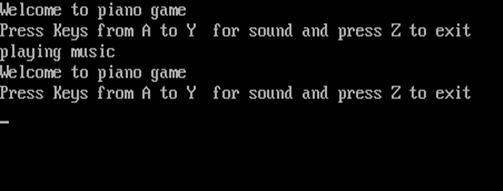 Welcome to piano game
Press Keys from A to Y  for sound and press Z to exit
playing music
Welcome to piano game
Press Keys from A to Y  for sound and press Z to exit